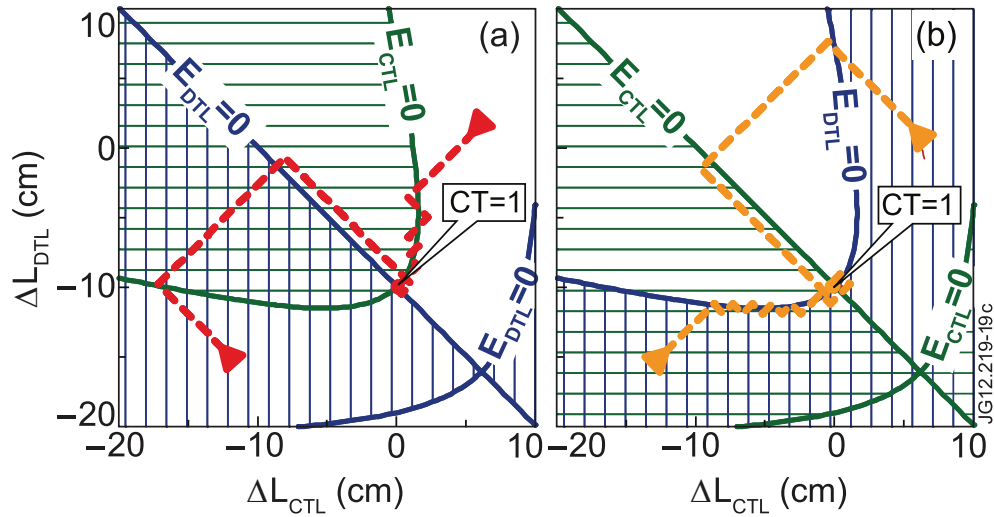 (a)
(b)
10
0
−10
−20
ΔL_DTL (cm)
E_DTL=0
E_CTL=0
CT=1
E_DTL=0
−20
−10
0
10
ΔL_CTL (cm)
E_CTL=0
E_DTL=0
CT=1
E_CTL=0
−20
−10
0
10
ΔL_CTL (cm)
JG12.219-19c